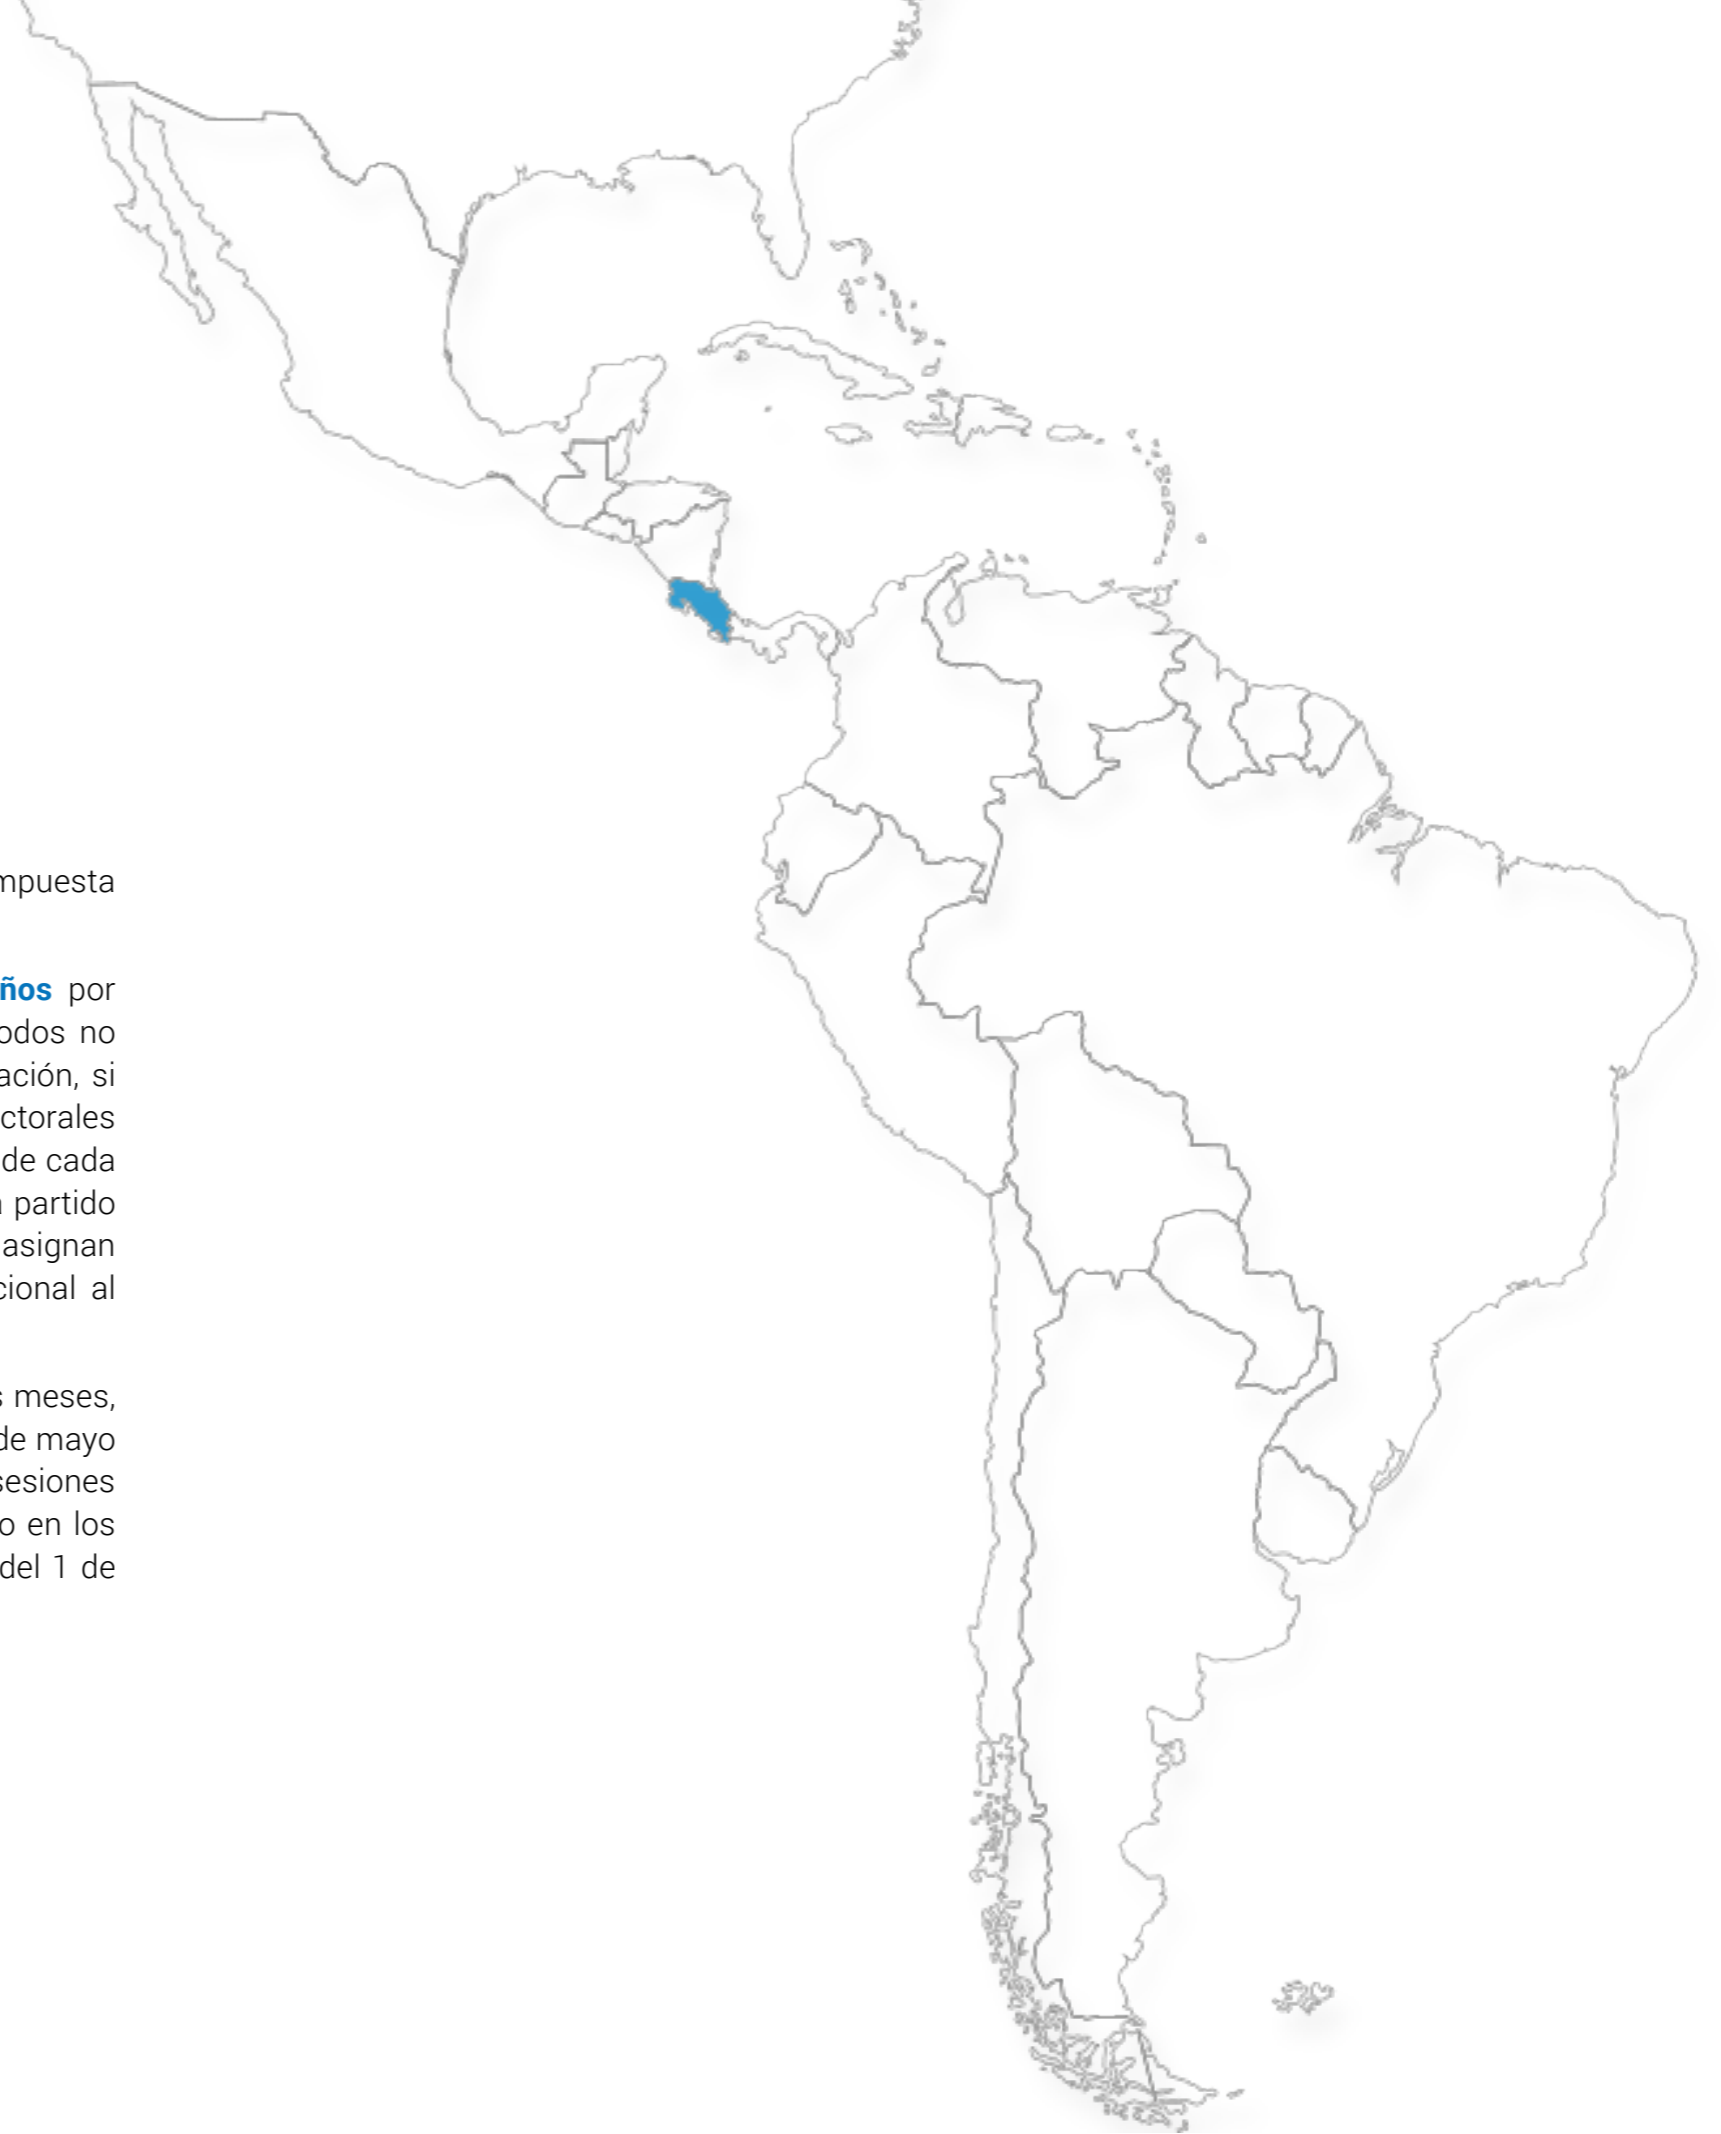 mpuesta
ños por
odos no
ación, si
ctorales
de cada
partido
asignan
cional al
meses,
de mayo
sesiones
o en los
del 1 de